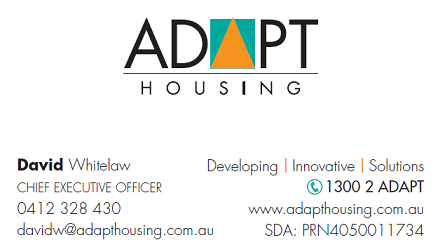 ADAPT
HOUSING
David Whitelaw
CHIEF EXECUTIVE OFFICER
0412 328 430
davidw@adapthousing.com.au
Developing | Innovative | Solutions
1300 2 ADAPT
www.adapthousing.com.au
SDA: PRN4050011734